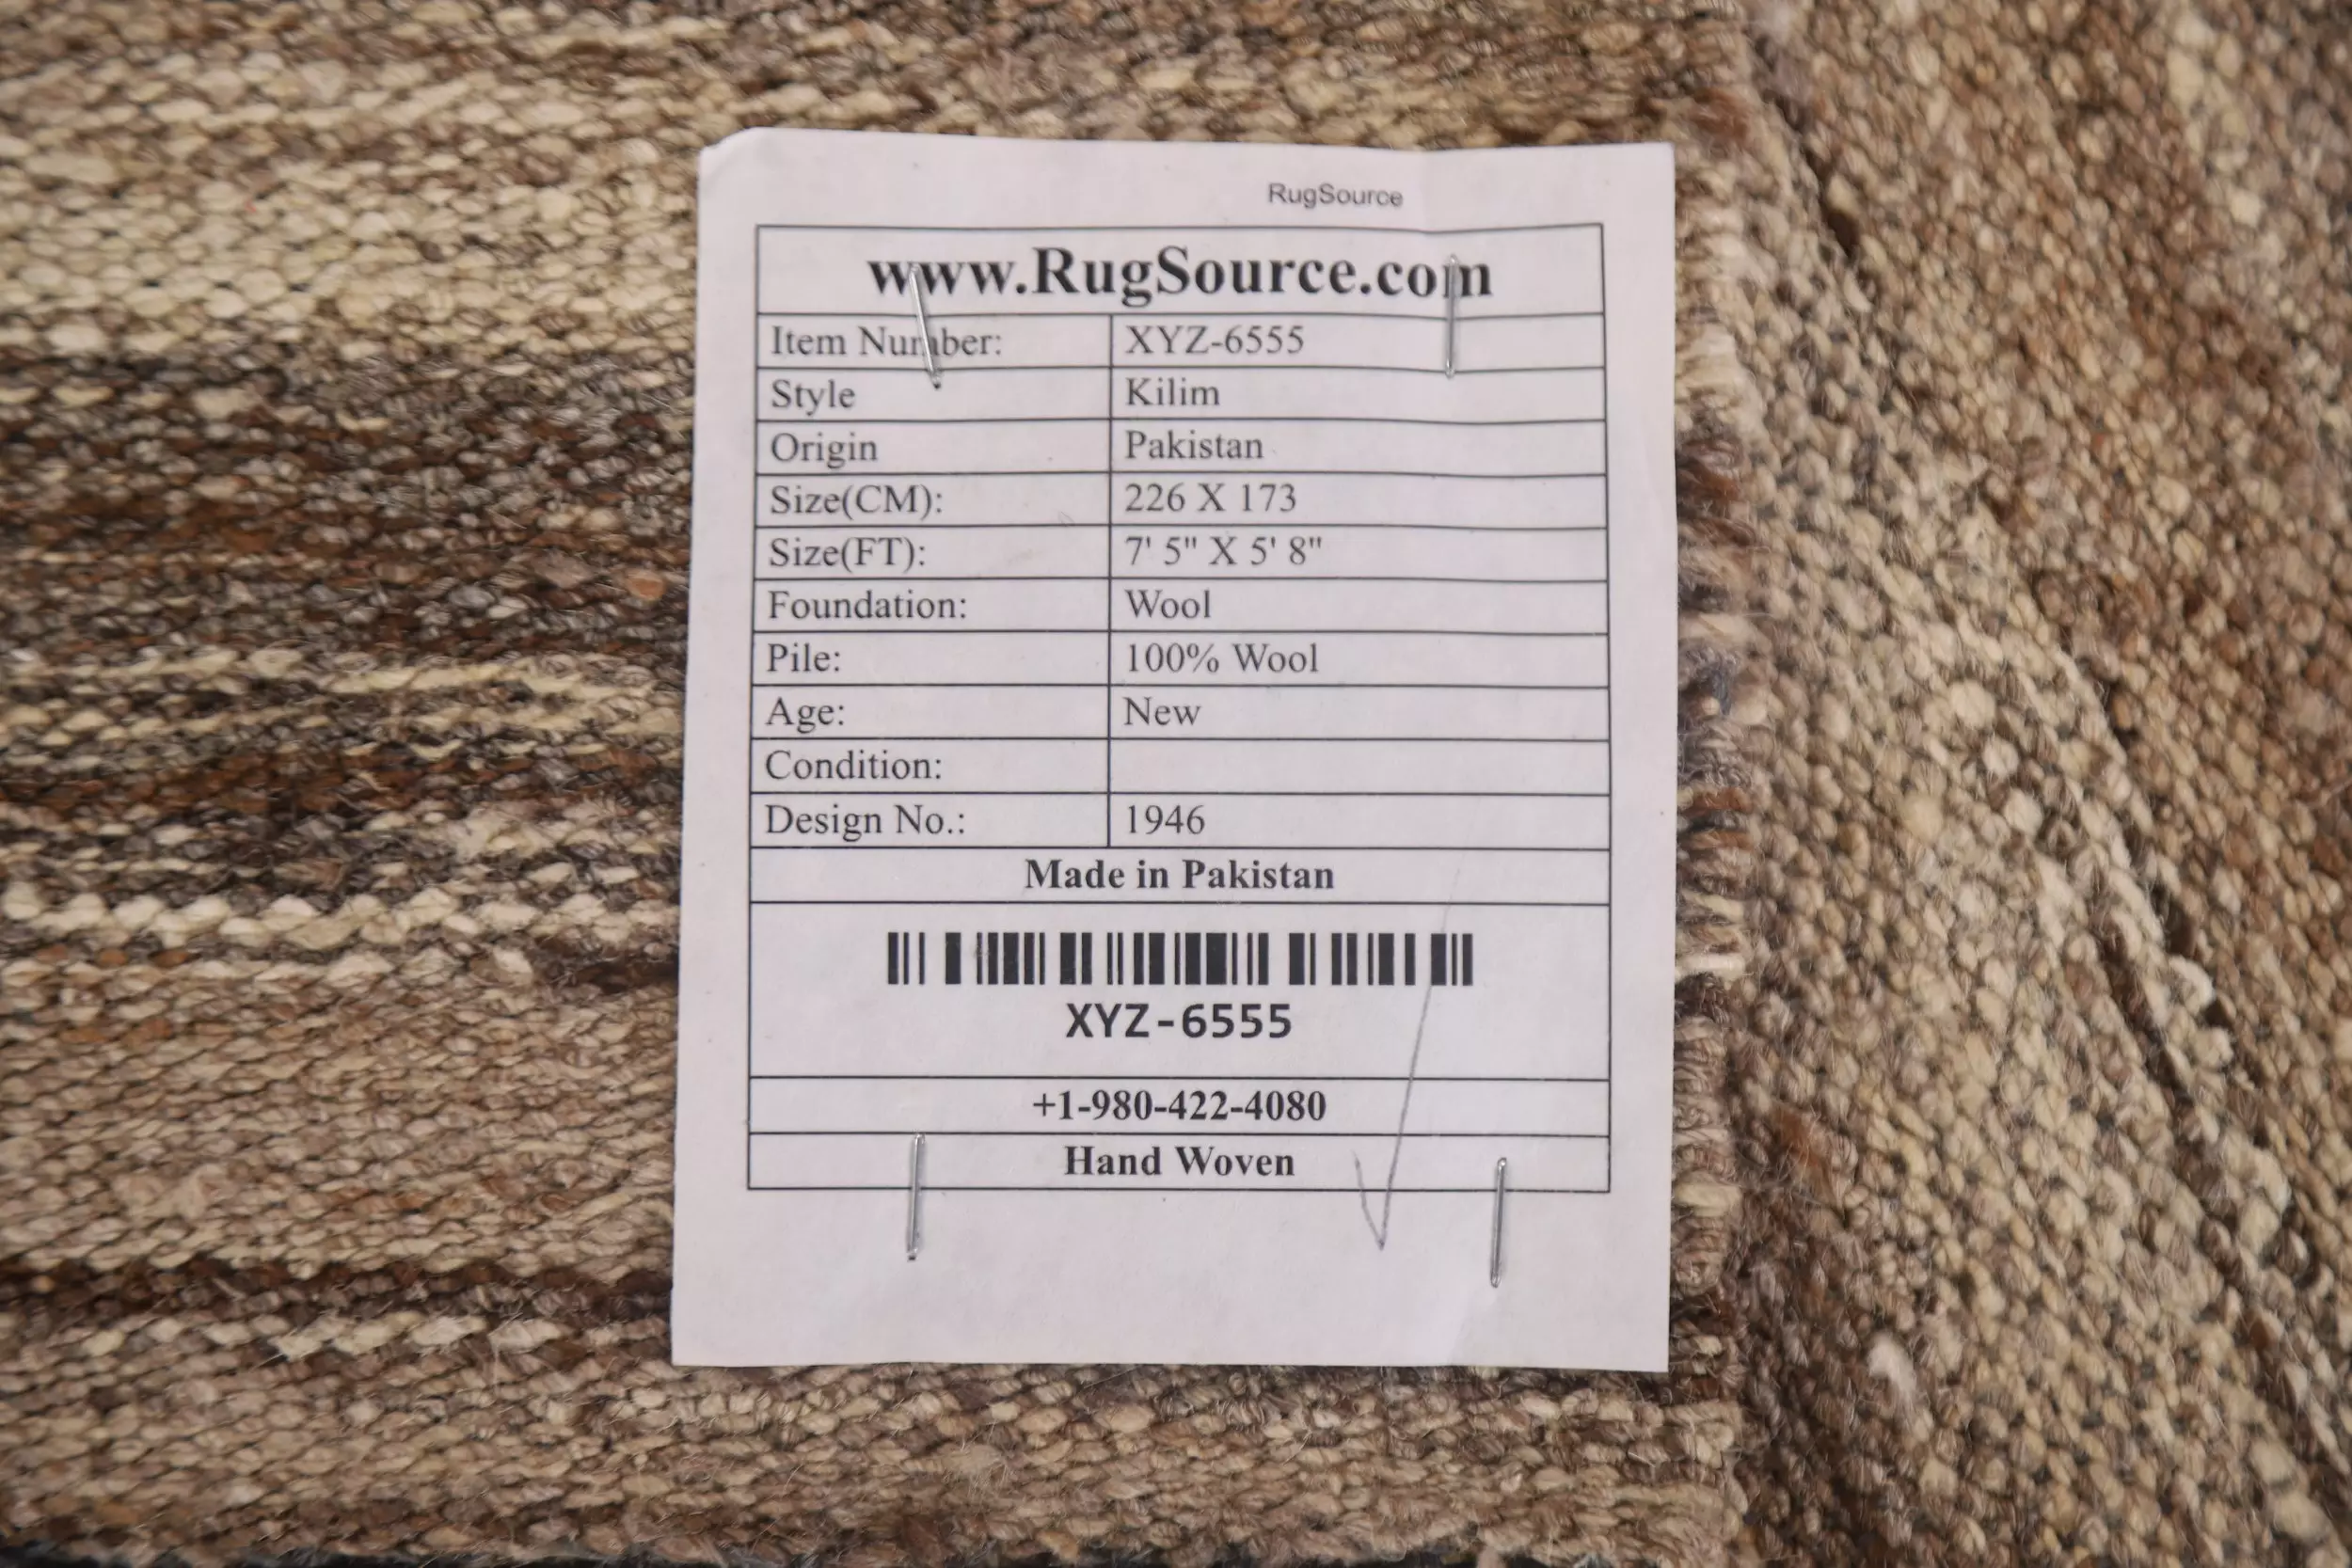 RugSource
www.RugSource.com
Item Number: XYZ-6555
Style Kilim
Origin Pakistan
Size(CM): 226 X 173
Size(FT): 7' 5" X 5' 8"
Foundation: Wool
Pile: 100% Wool
Age: New
Condition:
Design No.: 1946
Made in Pakistan
XYZ-6555
+1-980-422-4080
Hand Woven